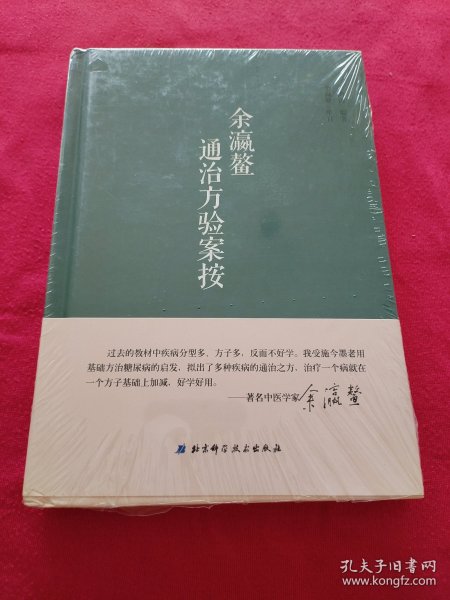 余瀛鳌
通治方验案按
编著
过去的教材中疾病分型多、方子多，反而不好学。我受施今墨老用
基础方治糖尿病的启发，拟出了多种疾病的通治之方，治疗一个病就在
一个方子基础上加减，好学好用。
——著名中医学家 余瀛鳌
北京科学技术出版社
孔夫子旧书网
www.kongfz.com